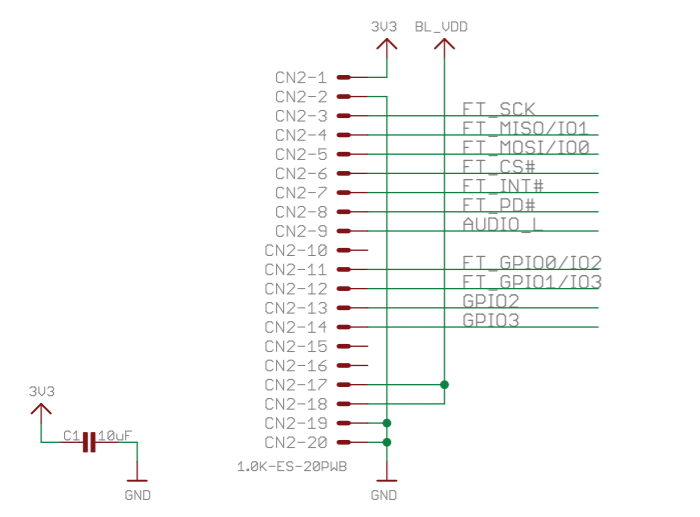 3V3 BL_VDD
CN2-1
CN2-2
CN2-3 FT_SCK
CN2-4 FT_MISO/IO1
CN2-5 FT_MOSI/IO0
CN2-6 FT_CS#
CN2-7 FT_INT#
CN2-8 FT_PD#
CN2-9 AUDIO_L
CN2-10
CN2-11 FT_GPIO0/IO2
CN2-12 FT_GPIO1/IO3
CN2-13 GPIO2
CN2-14 GPIO3
CN2-15
CN2-16
CN2-17
CN2-18
CN2-19
CN2-20
1.0K-ES-20PWB
GND
3V3
C1 10uF
GND